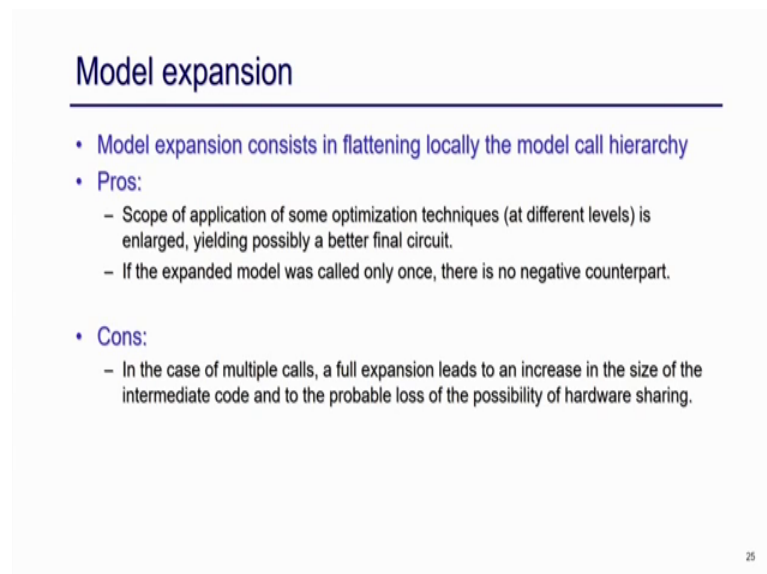 Model expansion
• Model expansion consists in flattening locally the model call hierarchy
• Pros:
– Scope of application of some optimization techniques (at different levels) is
enlarged, yielding possibly a better final circuit.
– If the expanded model was called only once, there is no negative counterpart.
• Cons:
– In the case of multiple calls, a full expansion leads to an increase in the size of the
intermediate code and to the probable loss of the possibility of hardware sharing.
25